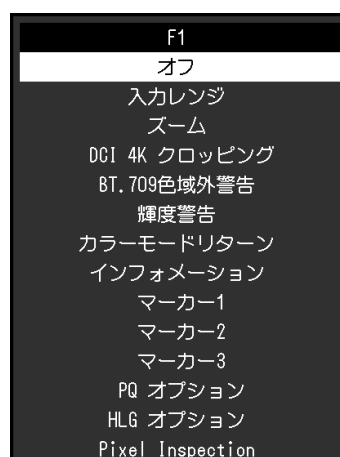 F1
オフ
入力レンジ
ズーム
DCI 4K クロッピング
BT.709色域外警告
輝度警告
カラーモードリターン
インフォメーション
マーカー1
マーカー2
マーカー3
PQ オプション
HLG オプション
Pixel Inspection